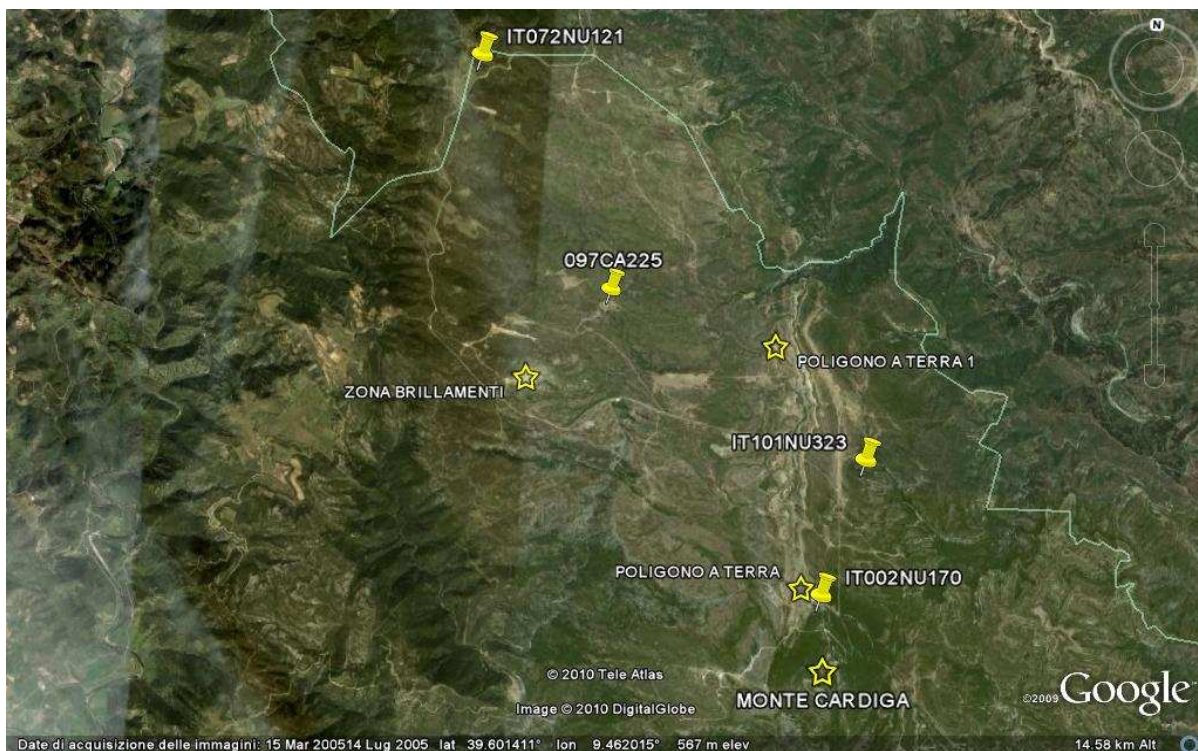 N
IT072NU121
097CA225
POLIGONO A TERRA 1
ZONA BRILLAMENTI
IT101NU323
POLIGONO A TERRA
IT002NU170
© 2010 Tele Atlas
MONTE CARDIGA
©2009 Google™
Image © 2010 DigitalGlobe
Date di acquisizione delle immagini: 15 Mar 200514 Lug 2005 lat 39.601411° lon 9.462015° 567 m elev 14.58 km Alt